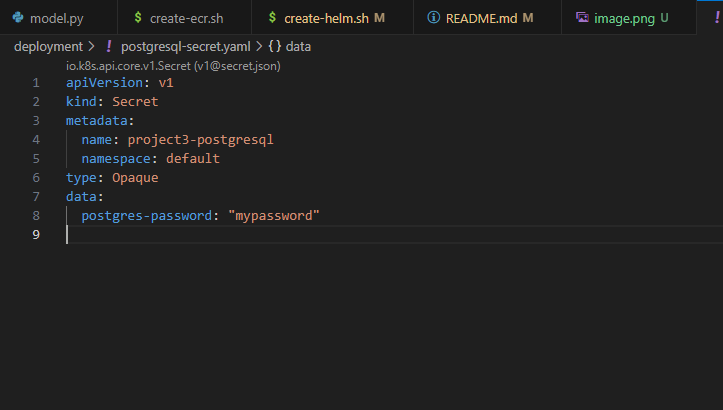 model.py $ create-ecr.sh $ create-helm.sh M README.md M image.png U !
deployment > ! postgresql-secret.yaml > {} data
io.k8s.api.core.v1.Secret (v1@secret.json)
1 apiVersion: v1
2 kind: Secret
3 metadata:
4   name: project3-postgresql
5   namespace: default
6 type: Opaque
7 data:
8   postgres-password: "mypassword"
9